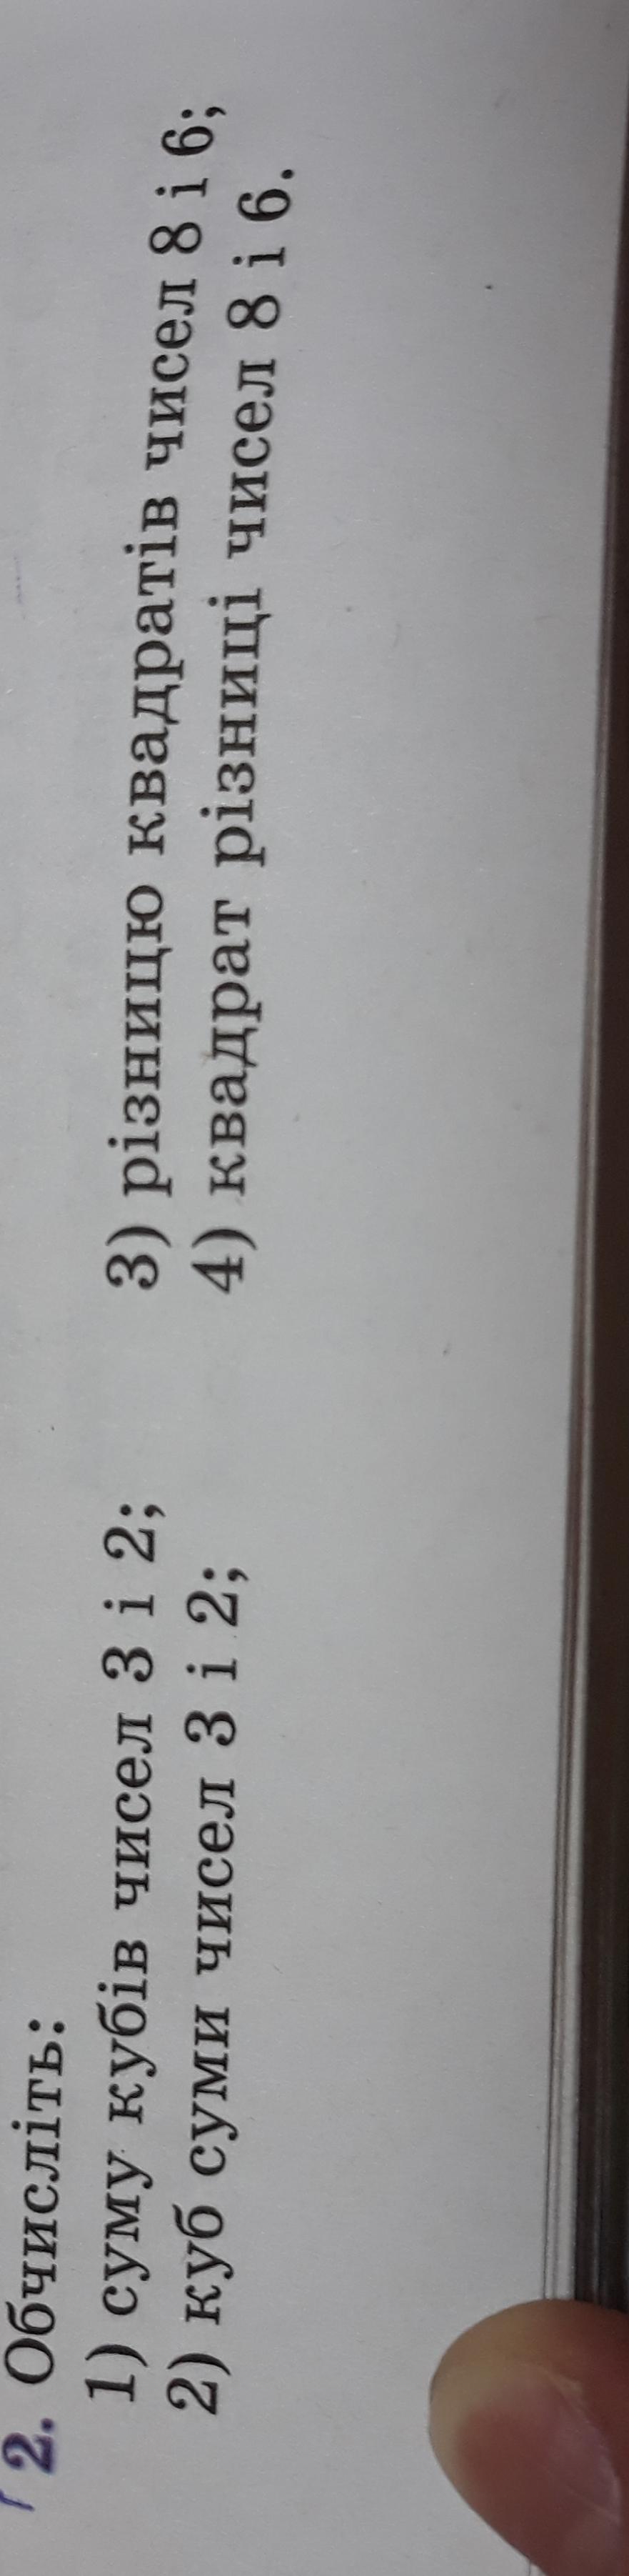 2. Обчисліть:
1) суму кубів чисел 3 і 2;
2) куб суми чисел 3 і 2;
3) різницю квадратів чисел 8 і 6;
4) квадрат різниці чисел 8 і 6.